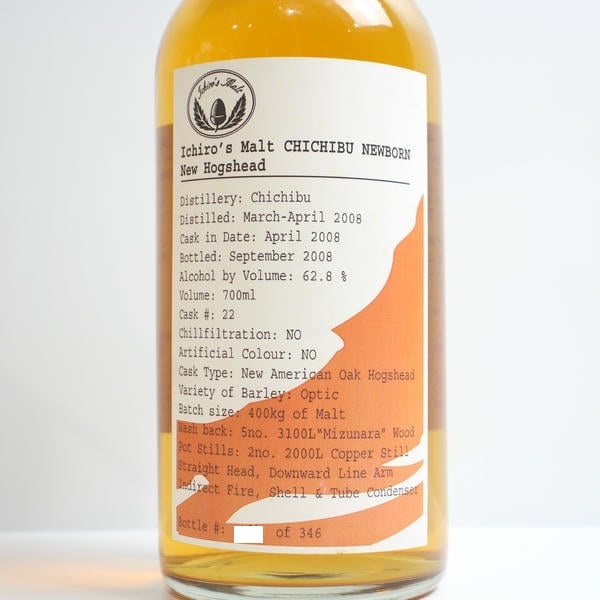 Ichiro's Malt
Ichiro's Malt CHICHIBU NEWBORN
New Hogshead
Distillery: Chichibu
Distilled: March-April 2008
Cask in Date: April 2008
Bottled: September 2008
Alcohol by Volume: 62.8 %
Volume: 700ml
Cask #: 22
Chillfiltration: NO
Artificial Colour: NO
Cask Type: New American Oak Hogshead
Variety of Barley: Optic
Batch size: 400kg of Malt
Wash back: 5no. 3100L"Mizunara" Wood
Pot Stills: 2no. 2000L Copper Still
Straight Head, Downward Line Arm
Indirect Fire, Shell & Tube Condenser
Bottle #: of 346